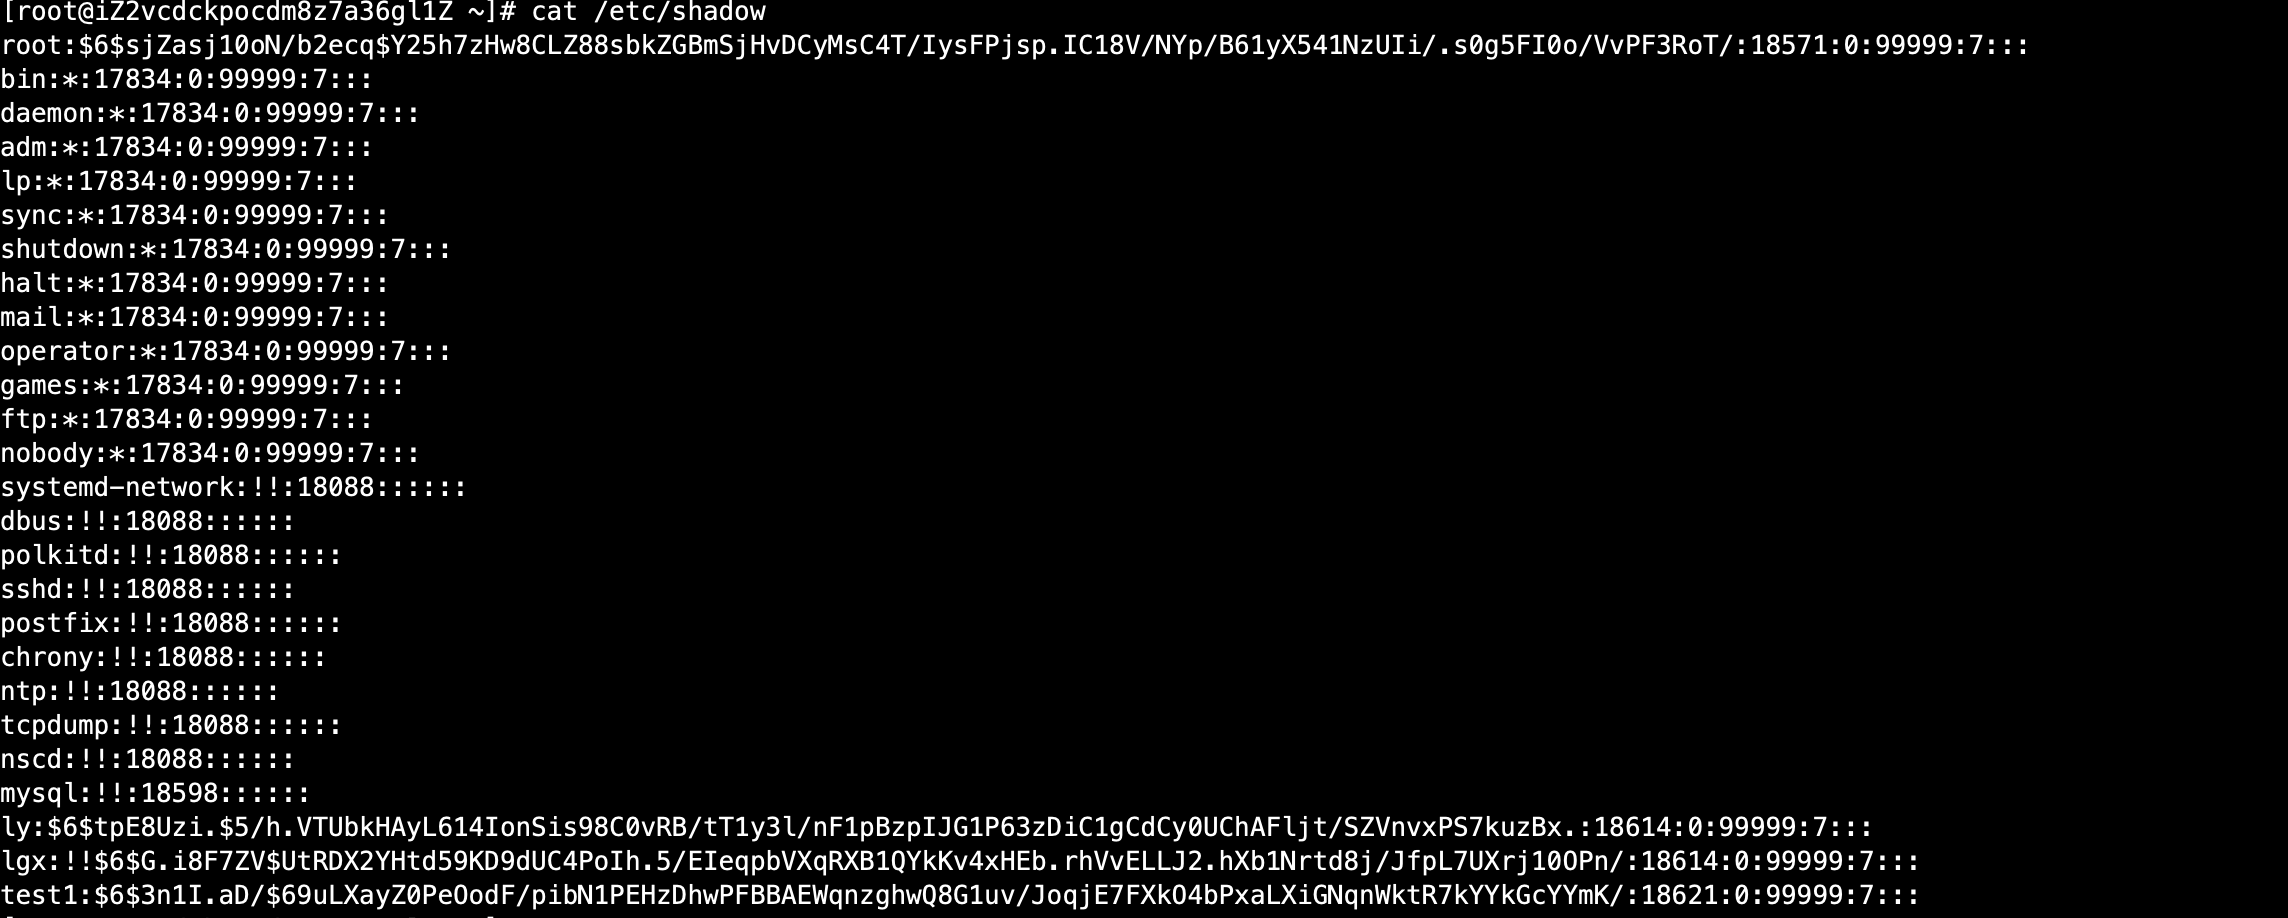 [root@iZ2vcdckpocdm8z7a36gl1Z ~]# cat /etc/shadow
root:$6$sjZasj10oN/b2ecq$Y25h7zHw8CLZ88sbkZGBmSjHvDCyMsC4T/IysFPjsp.IC18V/NYp/B61yX541NzUIi/.s0g5FI0o/VvPF3RoT/:18571:0:99999:7:::
bin:*:17834:0:99999:7:::
daemon:*:17834:0:99999:7:::
adm:*:17834:0:99999:7:::
lp:*:17834:0:99999:7:::
sync:*:17834:0:99999:7:::
shutdown:*:17834:0:99999:7:::
halt:*:17834:0:99999:7:::
mail:*:17834:0:99999:7:::
operator:*:17834:0:99999:7:::
games:*:17834:0:99999:7:::
ftp:*:17834:0:99999:7:::
nobody:*:17834:0:99999:7:::
systemd-network:!!:18088::::::
dbus:!!:18088::::::
polkitd:!!:18088::::::
sshd:!!:18088::::::
postfix:!!:18088::::::
chrony:!!:18088::::::
ntp:!!:18088::::::
tcpdump:!!:18088::::::
nscd:!!:18088::::::
mysql:!!:18598::::::
ly:$6$tpE8Uzi.$5/h.VTUbkHAyL614IonSis98C0vRB/tT1y3l/nF1pBzpIJG1P63zDiC1gCdCy0UChAFljt/SZVnvxPS7kuzBx.:18614:0:99999:7:::
lgx:!!$6$G.i8F7ZV$UtRDX2YHtd59KD9dUC4PoIh.5/EIeqpbVXqRXB1QYkKv4xHEb.rhVvELLJ2.hXb1Nrtd8j/JfpL7UXrj10OPn/:18614:0:99999:7:::
test1:$6$3n1I.aD/$69uLXayZ0PeOodF/pibN1PEHzDhwPFBBAEWqnzghwQ8G1uv/JoqjE7FXkO4bPxaLXiGNqnWktR7kYYkGcYYmK/:18621:0:99999:7:::